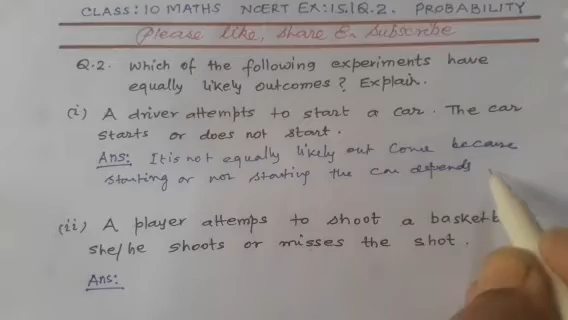 CLASS: 10 MATHS NCERT EX: 15.1 Q.2. PROBABILITY
Please like, share & subscribe
Q.2. Which of the following experiments have
equally likely outcomes? Explain.
(i) A driver attempts to start a car. The car
starts or does not start.
Ans: It is not equally likely out come because
starting or not starting the car depends
(ii) A player attemps to shoot a basketb
she/he shoots or misses the shot.
Ans: